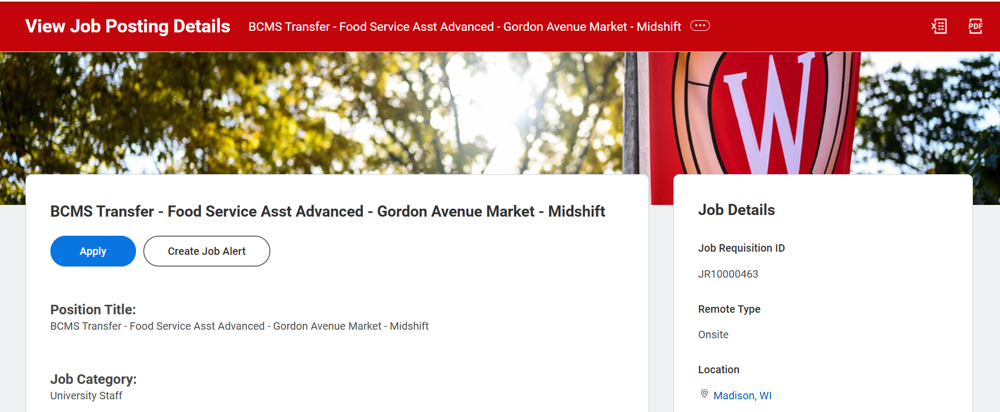 View Job Posting Details
BCMS Transfer - Food Service Asst Advanced - Gordon Avenue Market - Midshift
X
PDF
W
BCMS Transfer - Food Service Asst Advanced - Gordon Avenue Market - Midshift
Apply
Create Job Alert
Position Title:
BCMS Transfer - Food Service Asst Advanced - Gordon Avenue Market - Midshift
Job Category:
University Staff
Job Details
Job Requisition ID
JR10000463
Remote Type
Onsite
Location
Madison, WI